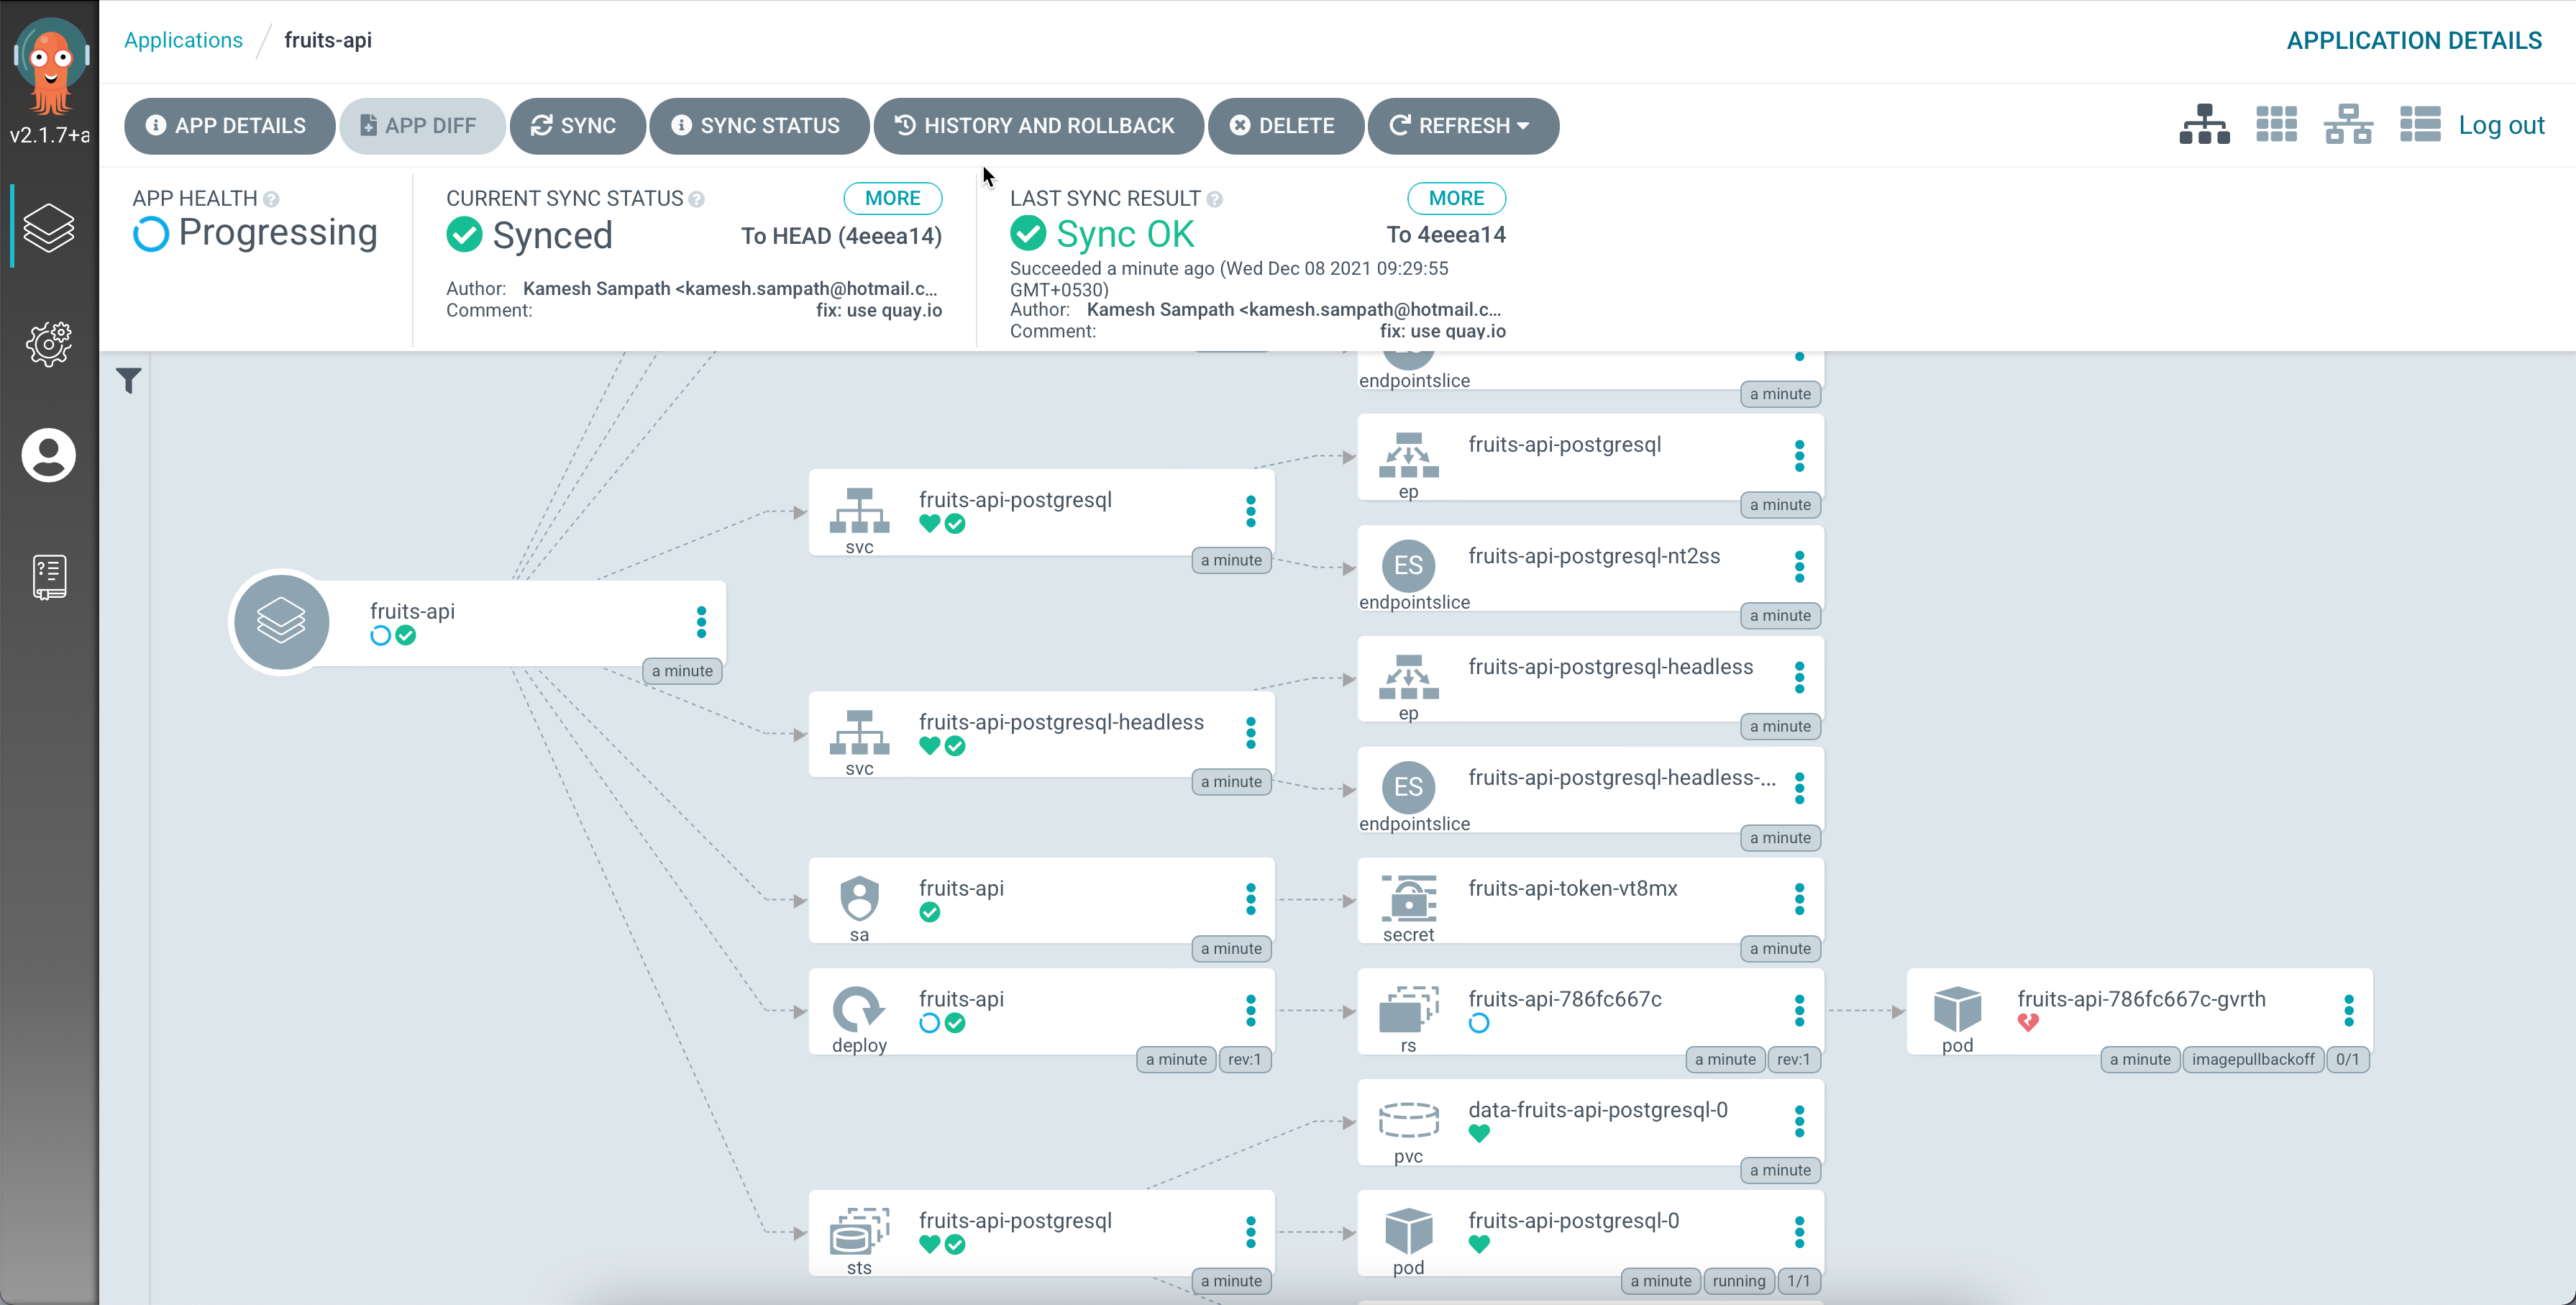 Applications / fruits-api
APPLICATION DETAILS
v2.1.7+a
APP DETAILS
APP DIFF
SYNC
SYNC STATUS
HISTORY AND ROLLBACK
DELETE
REFRESH
Log out
APP HEALTH
Progressing
CURRENT SYNC STATUS
MORE
Synced
To HEAD (4eeea14)
Author: Kamesh Sampath <kamesh.sampath@hotmail.c...
Comment: fix: use quay.io
LAST SYNC RESULT
MORE
Sync OK
To 4eeea14
Succeeded a minute ago (Wed Dec 08 2021 09:29:55
GMT+0530)
Author: Kamesh Sampath <kamesh.sampath@hotmail.c...
Comment: fix: use quay.io
endpointslice
a minute
fruits-api-postgresql
ep
a minute
fruits-api-postgresql
svc
a minute
ES
fruits-api-postgresql-nt2ss
endpointslice
a minute
fruits-api
a minute
fruits-api-postgresql-headless
ep
a minute
fruits-api-postgresql-headless
svc
a minute
ES
fruits-api-postgresql-headless-...
endpointslice
a minute
fruits-api
sa
a minute
fruits-api-token-vt8mx
secret
a minute
fruits-api
deploy
a minute rev:1
fruits-api-786fc667c
rs
a minute rev:1
fruits-api-786fc667c-gvrth
pod
a minute imagepullbackoff 0/1
data-fruits-api-postgresql-0
pvc
a minute
fruits-api-postgresql
sts
a minute
fruits-api-postgresql-0
pod
a minute running 1/1